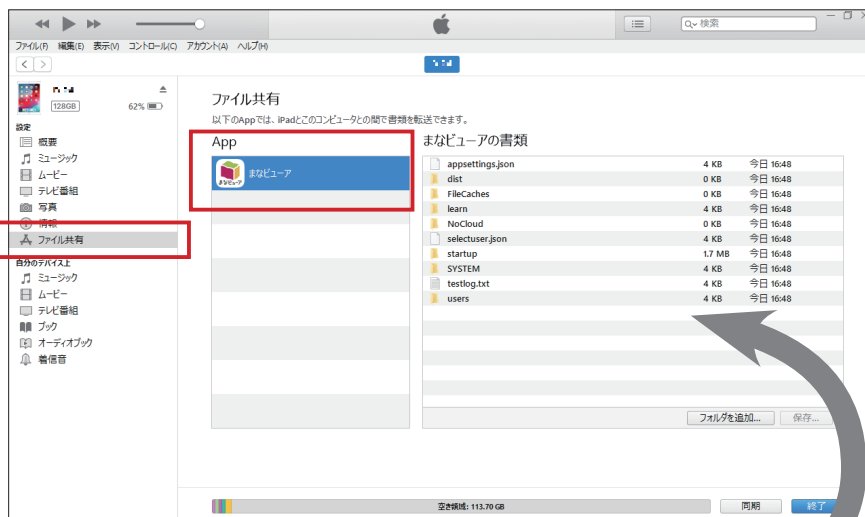 検索
ファイル(F) 編集(E) 表示(V) コントロール(C) アカウント(A) ヘルプ(H)
128GB 62%
設定
概要
ミュージック
ムービー
テレビ番組
写真
情報
ファイル共有
自分のデバイス上
ミュージック
ムービー
テレビ番組
ブック
オーディオブック
着信音
ファイル共有
以下のAppでは、iPadとこのコンピュータとの間で書類を転送できます。
App
まなビューア
まなビューア
まなビューアの書類
appsettings.json 4 KB 今日 16:48
dist 0 KB 今日 16:48
FileCaches 0 KB 今日 16:48
learn 4 KB 今日 16:48
NoCloud 0 KB 今日 16:48
selectuser.json 4 KB 今日 16:48
startup 1.7 MB 今日 16:48
SYSTEM 4 KB 今日 16:48
testlog.txt 4 KB 今日 16:48
users 4 KB 今日 16:48
フォルダを追加... 保存...
空き領域: 113.70 GB 同期 終了